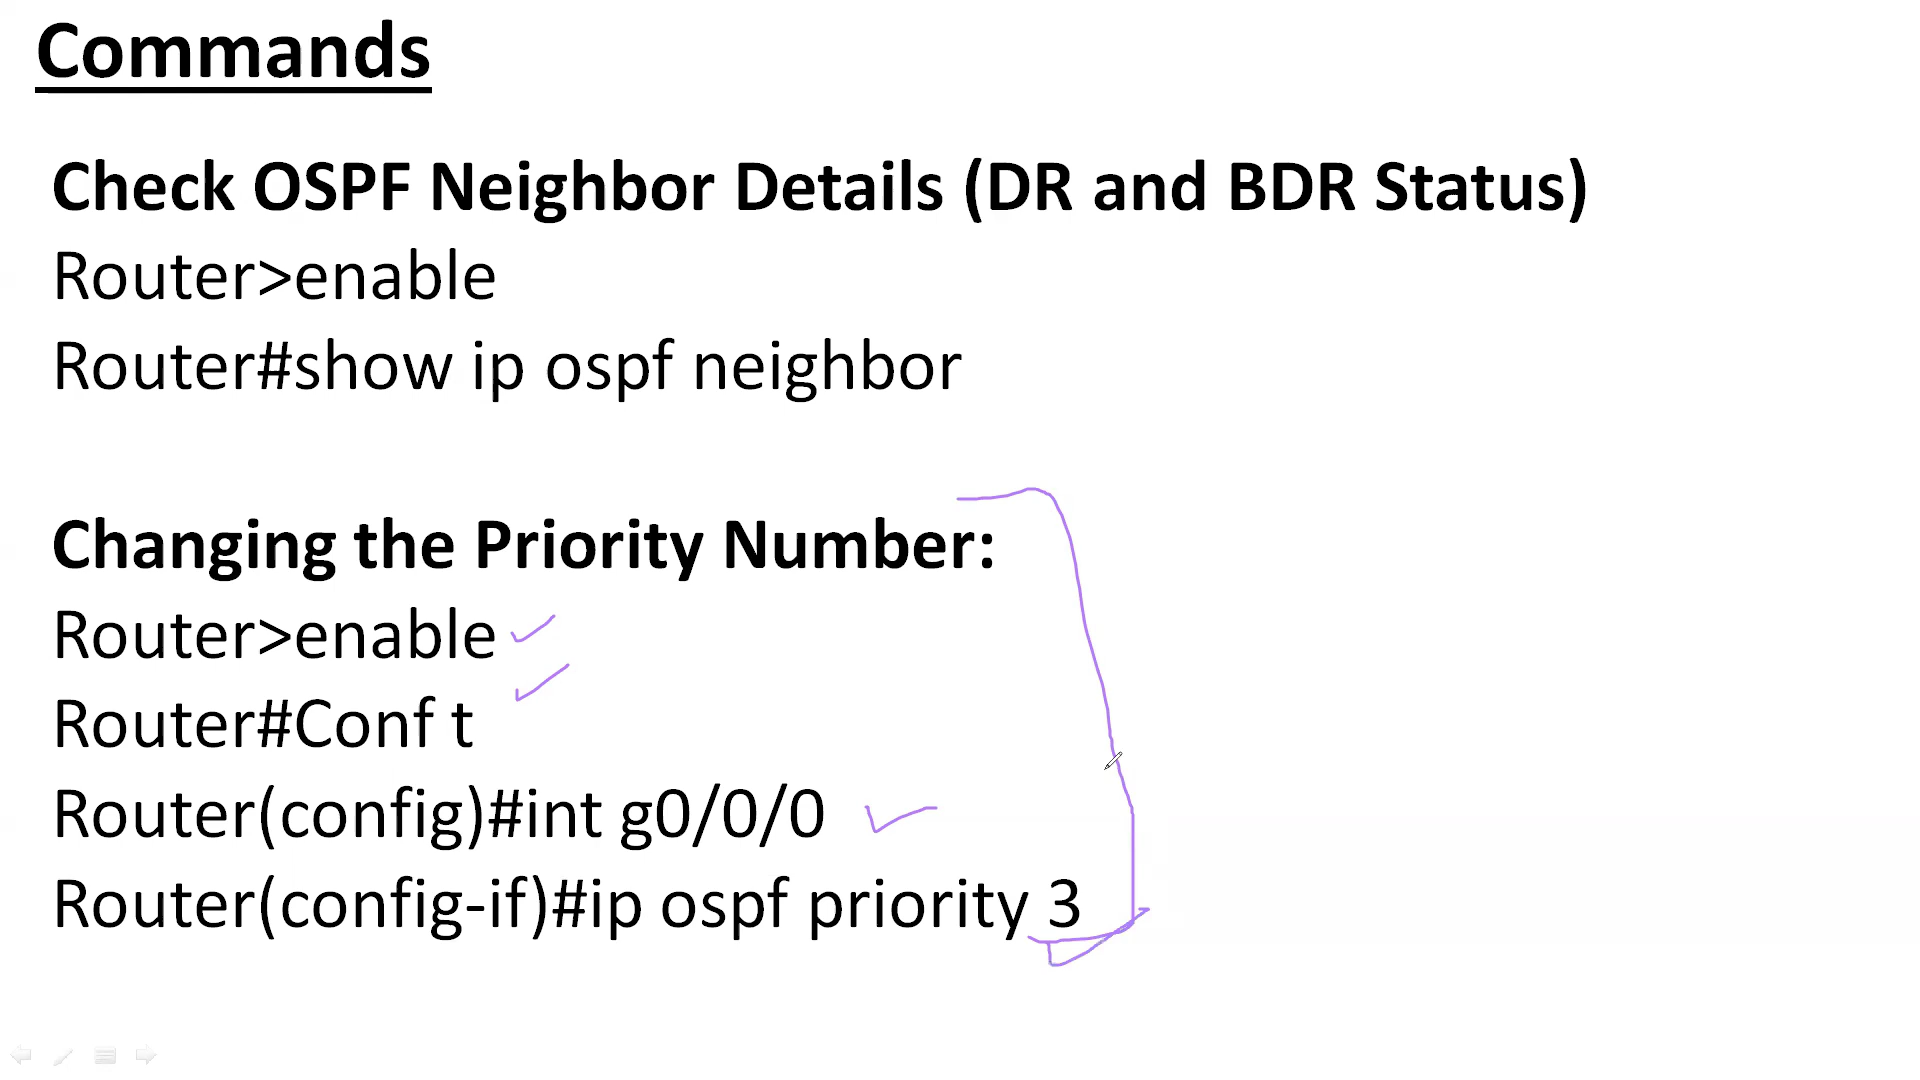 Commands
Check OSPF Neighbor Details (DR and BDR Status)
Router>enable
Router#show ip ospf neighbor
Changing the Priority Number:
Router>enable
Router#Conf t
Router(config)#int g0/0/0
Router(config-if)#ip ospf priority 3